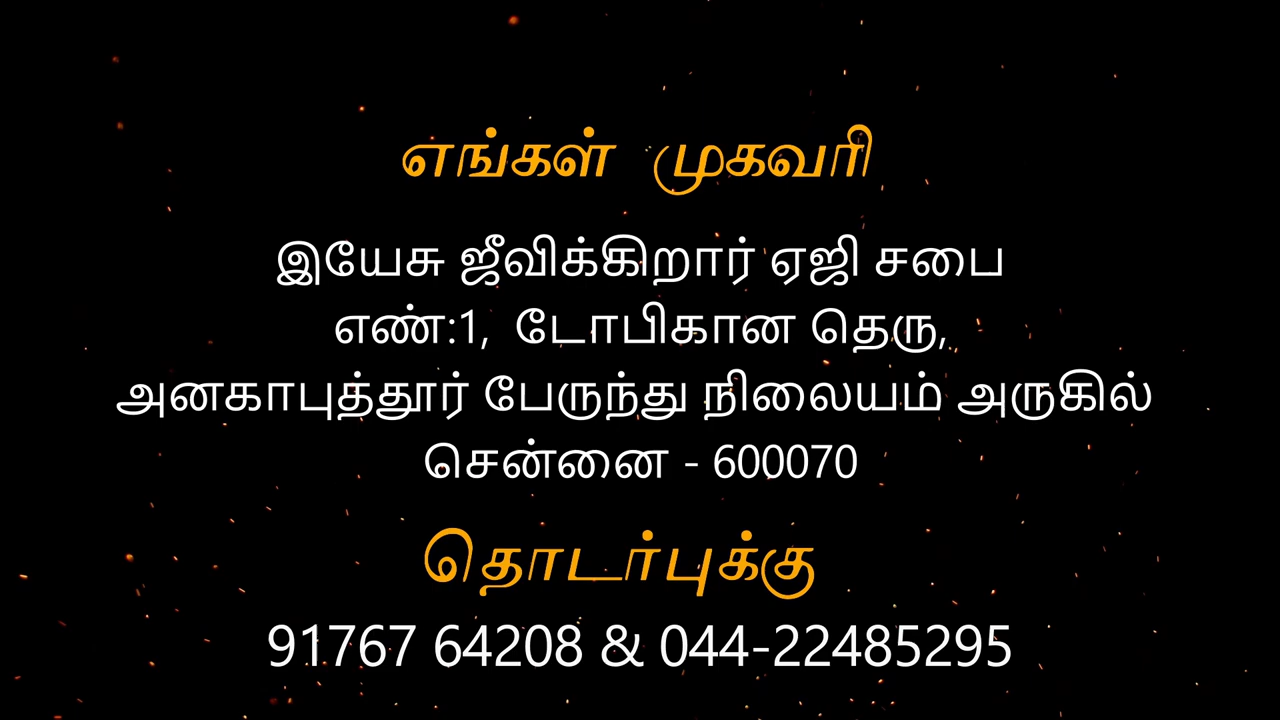 எங்கள் முகவரி
இயேசு ஜீவிக்கிறார் ஏஜி சபை
எண்:1, டோபிகான தெரு,
அனகாபுத்தூர் பேருந்து நிலையம் அருகில்
சென்னை - 600070
தொடர்புக்கு
91767 64208 & 044-22485295